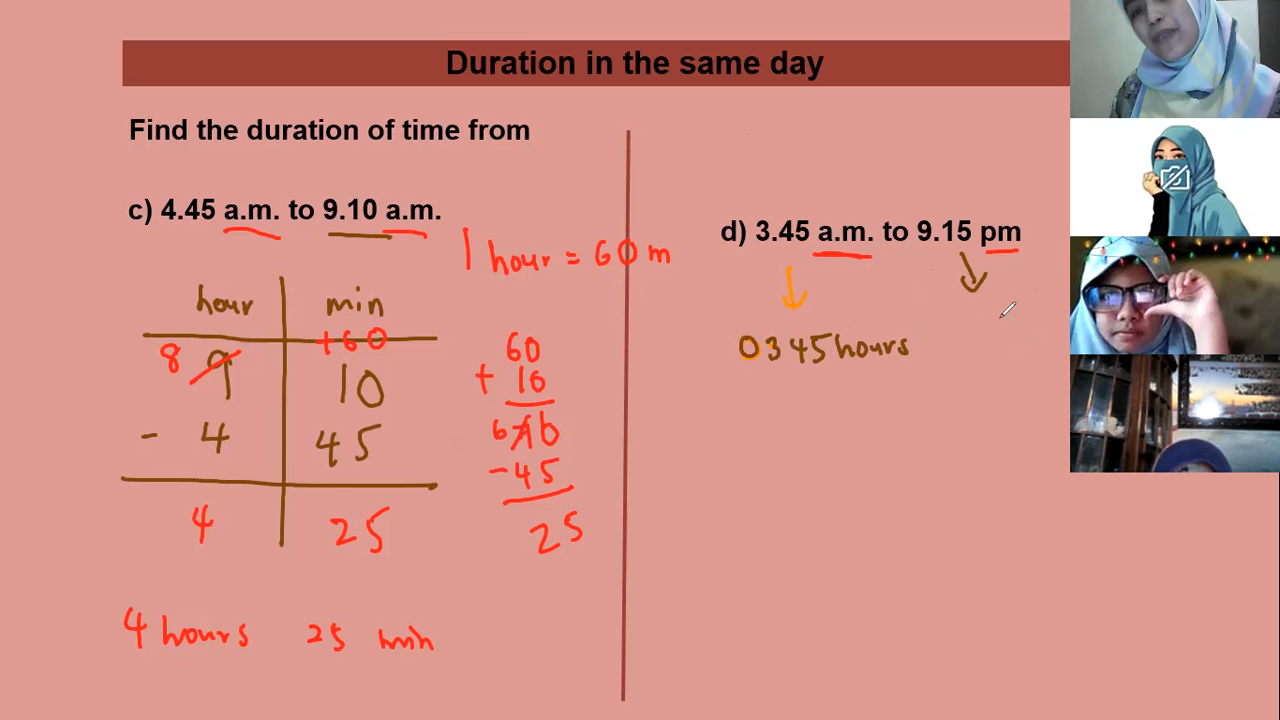 Duration in the same day
Find the duration of time from
c) 4.45 a.m. to 9.10 a.m.
1 hour = 60 m
hour min
+60
8 9 10
- 4 45
4 25
60
+ 10
6 70
- 45
25
4 hours 25 min
d) 3.45 a.m. to 9.15 pm
0345 hours